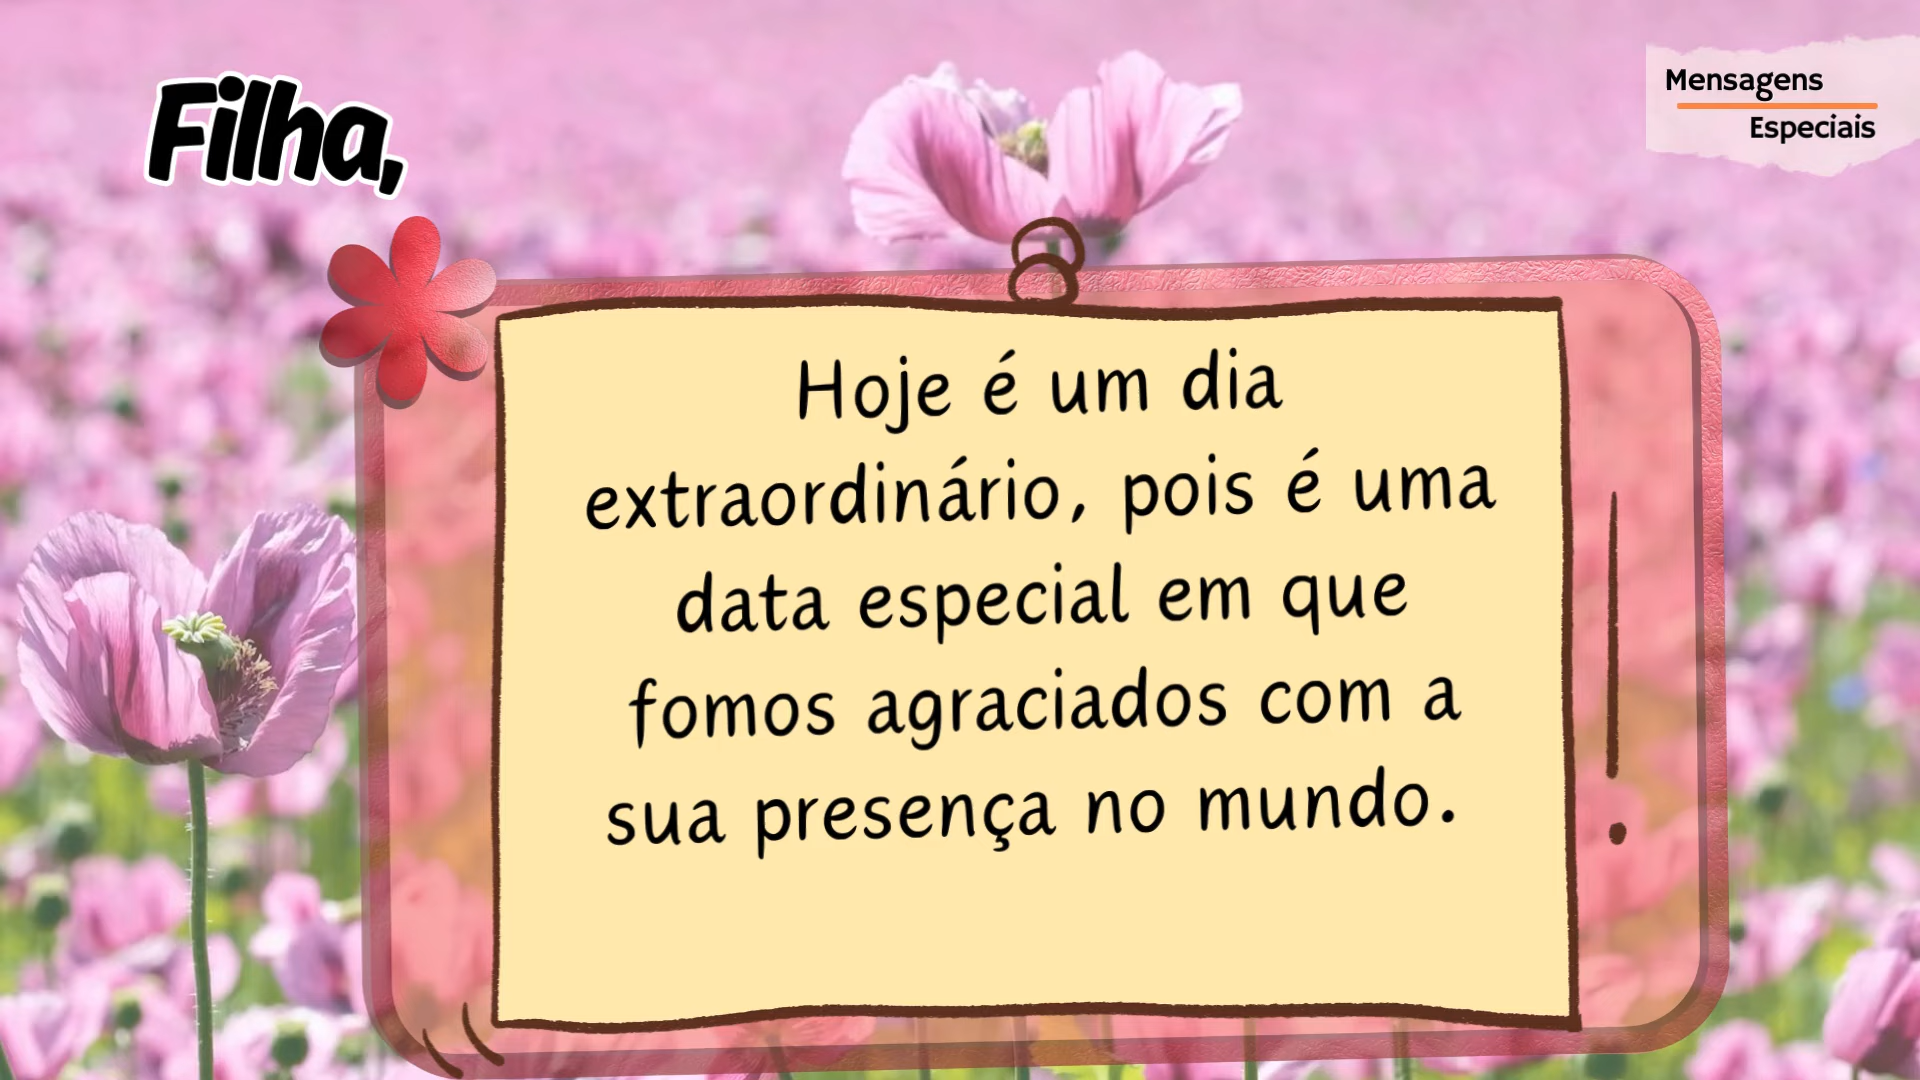 Filha,
Mensagens
Especiais
Hoje é um dia
extraordinário, pois é uma
data especial em que
fomos agraciados com a
sua presença no mundo.